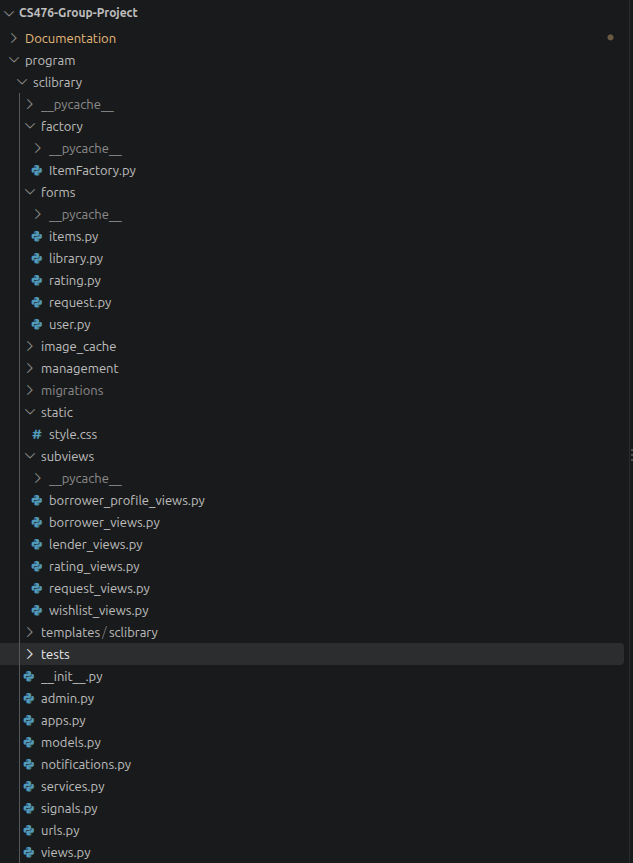 CS476-Group-Project
Documentation
program
sclibrary
__pycache__
factory
__pycache__
ItemFactory.py
forms
__pycache__
items.py
library.py
rating.py
request.py
user.py
image_cache
management
migrations
static
# style.css
subviews
__pycache__
borrower_profile_views.py
borrower_views.py
lender_views.py
rating_views.py
request_views.py
wishlist_views.py
templates/sclibrary
tests
__init__.py
admin.py
apps.py
models.py
notifications.py
services.py
signals.py
urls.py
views.py